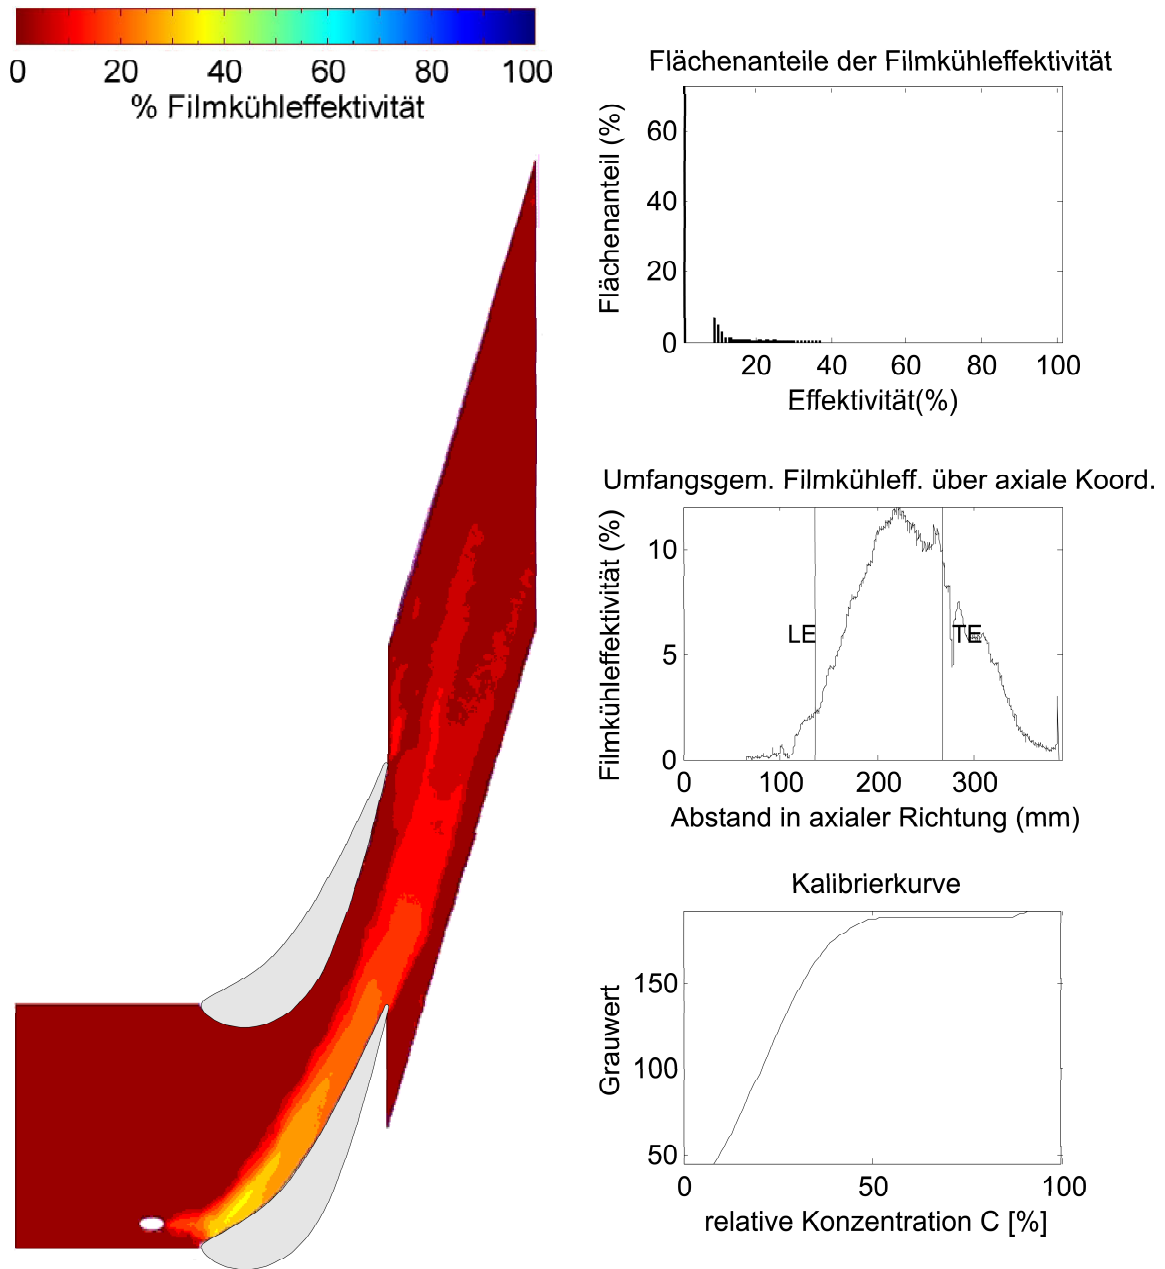 0 20 40 60 80 100
% Filmkühleffektivität
Flächenanteile der Filmkühleffektivität
Flächenanteil (%)
60
40
20
0
20 40 60 80 100
Effektivität(%)
Umfangsgem. Filmkühleff. über axiale Koord.
Filmkühleffektivität (%)
10
5
0
LE
TE
0 100 200 300
Abstand in axialer Richtung (mm)
Kalibrierkurve
Grauwert
150
100
50
0 50 100
relative Konzentration C [%]